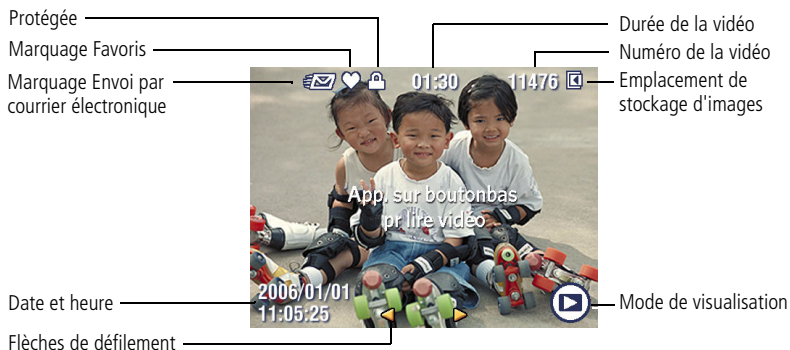 Protégée
Marquage Favoris
Marquage Envoi par
courrier électronique
Durée de la vidéo
Numéro de la vidéo
Emplacement de
stockage d'images
01:30
11476
App. sur boutonbas
pr lire vidéo
2006/01/01
11:05:25
Date et heure
Flèches de défilement
Mode de visualisation